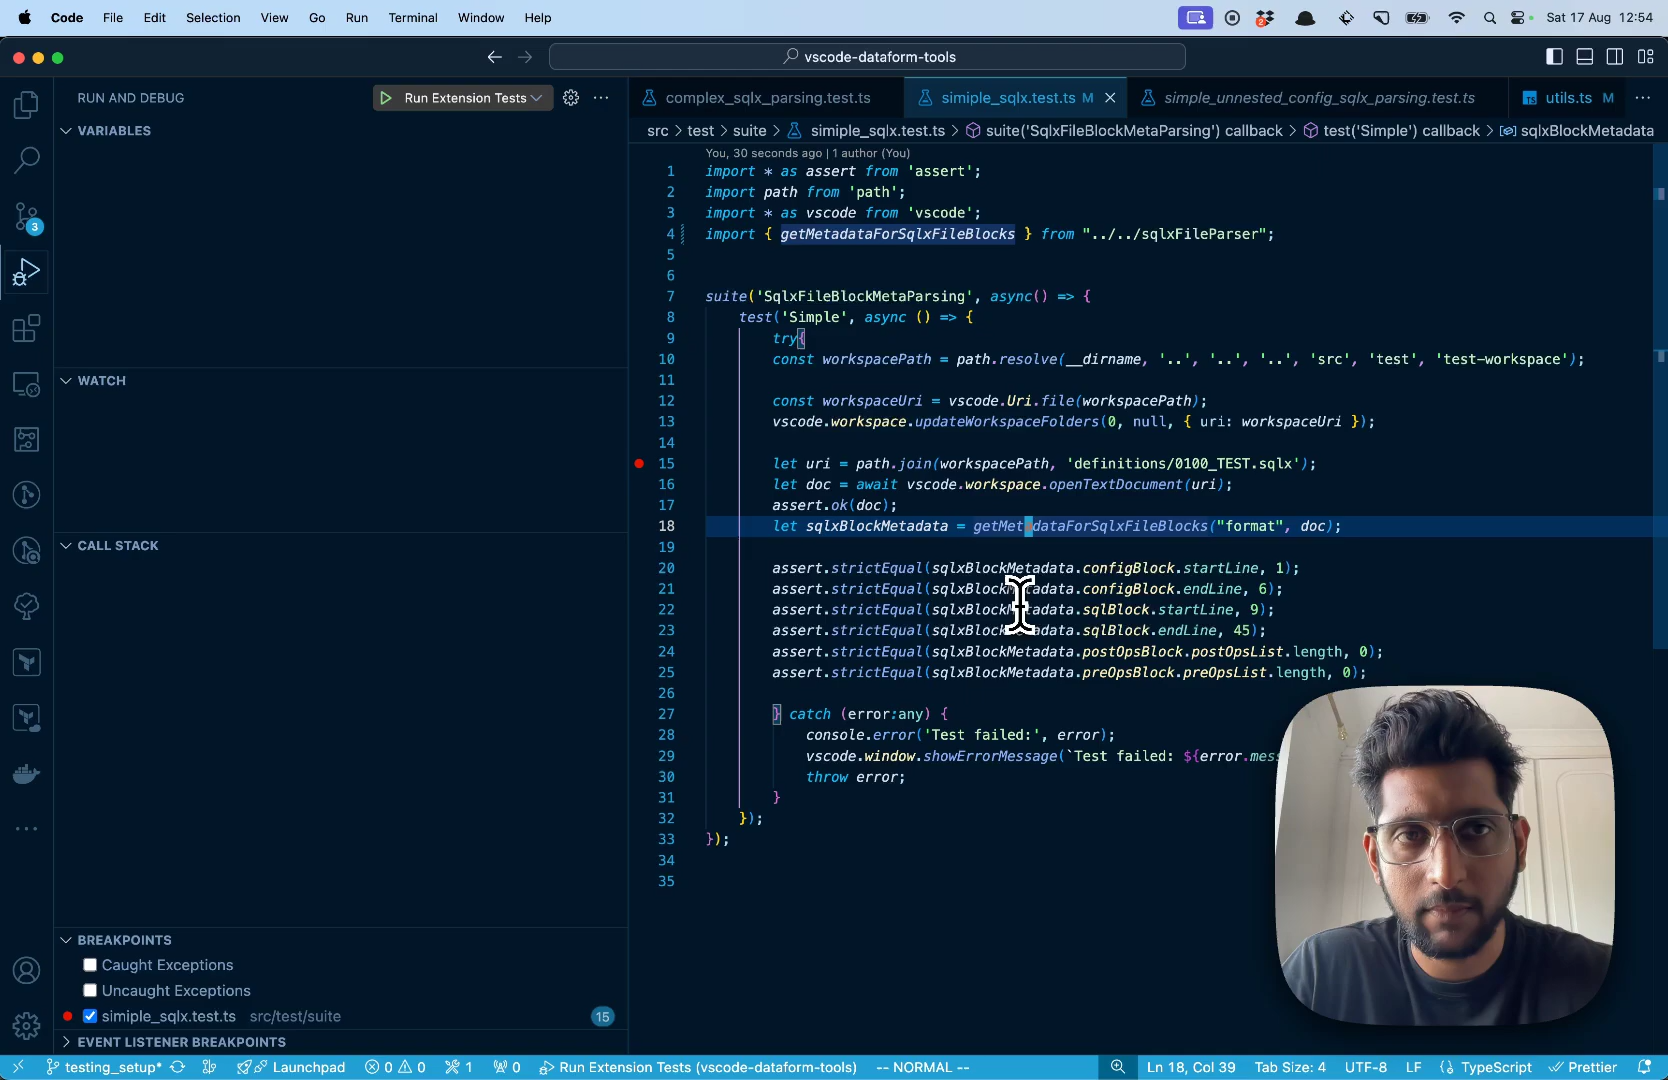 Code File Edit Selection View Go Run Terminal Window Help
2
Sat 17 Aug 12:54
vscode-dataform-tools
RUN AND DEBUG
Run Extension Tests
complex_sqlx_parsing.test.ts
simiple_sqlx.test.ts M
simple_unnested_config_sqlx_parsing.test.ts
TS utils.ts M
src > test > suite > simiple_sqlx.test.ts > suite('SqlxFileBlockMetaParsing') callback > test('Simple') callback > sqlxBlockMetadata
VARIABLES
WATCH
CALL STACK
3
You, 30 seconds ago | 1 author (You)
1 import * as assert from 'assert';
2 import path from 'path';
3 import * as vscode from 'vscode';
4 import { getMetadataForSqlxFileBlocks } from "../../sqlxFileParser";
5
6
7 suite('SqlxFileBlockMetaParsing', async() => {
8 test('Simple', async () => {
9 try{
10 const workspacePath = path.resolve(__dirname, '..', '..', '..', 'src', 'test', 'test-workspace');
11
12 const workspaceUri = vscode.Uri.file(workspacePath);
13 vscode.workspace.updateWorkspaceFolders(0, null, { uri: workspaceUri });
14
15 let uri = path.join(workspacePath, 'definitions/0100_TEST.sqlx');
16 let doc = await vscode.workspace.openTextDocument(uri);
17 assert.ok(doc);
18 let sqlxBlockMetadata = getMetadataForSqlxFileBlocks("format", doc);
19
20 assert.strictEqual(sqlxBlockMetadata.configBlock.startLine, 1);
21 assert.strictEqual(sqlxBlockMetadata.configBlock.endLine, 6);
22 assert.strictEqual(sqlxBlockMetadata.sqlBlock.startLine, 9);
23 assert.strictEqual(sqlxBlockMetadata.sqlBlock.endLine, 45);
24 assert.strictEqual(sqlxBlockMetadata.postOpsBlock.postOpsList.length, 0);
25 assert.strictEqual(sqlxBlockMetadata.preOpsBlock.preOpsList.length, 0);
26
27 } catch (error:any) {
28 console.error('Test failed:', error);
29 vscode.window.showErrorMessage(`Test failed: ${error.mess
30 throw error;
31 }
32 });
33 });
34
35
BREAKPOINTS
Caught Exceptions
Uncaught Exceptions
simiple_sqlx.test.ts src/test/suite 15
EVENT LISTENER BREAKPOINTS
testing_setup* Launchpad 0 0 1 0 Run Extension Tests (vscode-dataform-tools) -- NORMAL -- Ln 18, Col 39 Tab Size: 4 UTF-8 LF {} TypeScript Prettier